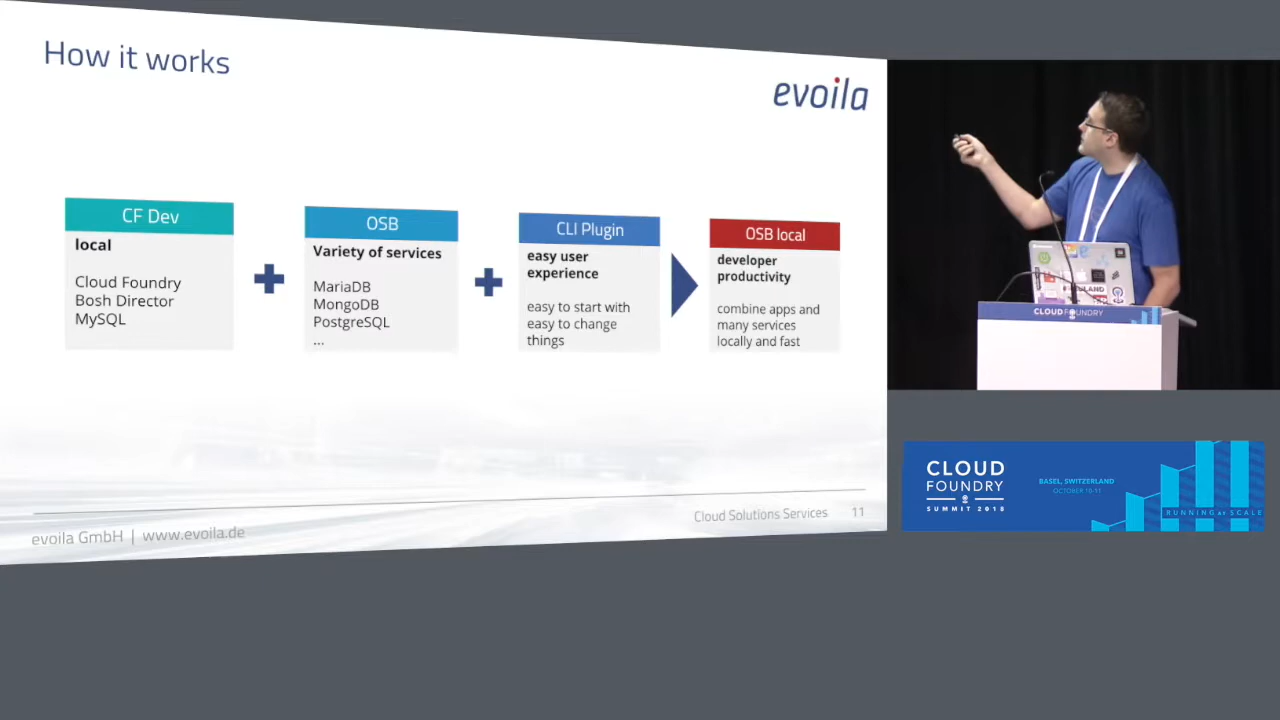 How it works
evoila
CF Dev
local
Cloud Foundry
Bosh Director
MySQL
OSB
Variety of services
MariaDB
MongoDB
PostgreSQL
...
CLI Plugin
easy user
experience
easy to start with
easy to change
things
OSB local
developer
productivity
combine apps and
many services
locally and fast
evoila GmbH | www.evoila.de
Cloud Solutions Services 11
CLOUD FOUNDRY
CLOUD
FOUNDRY
SUMMIT 2018
BASEL, SWITZERLAND
OCTOBER 10-11
RUNNING AT SCALE